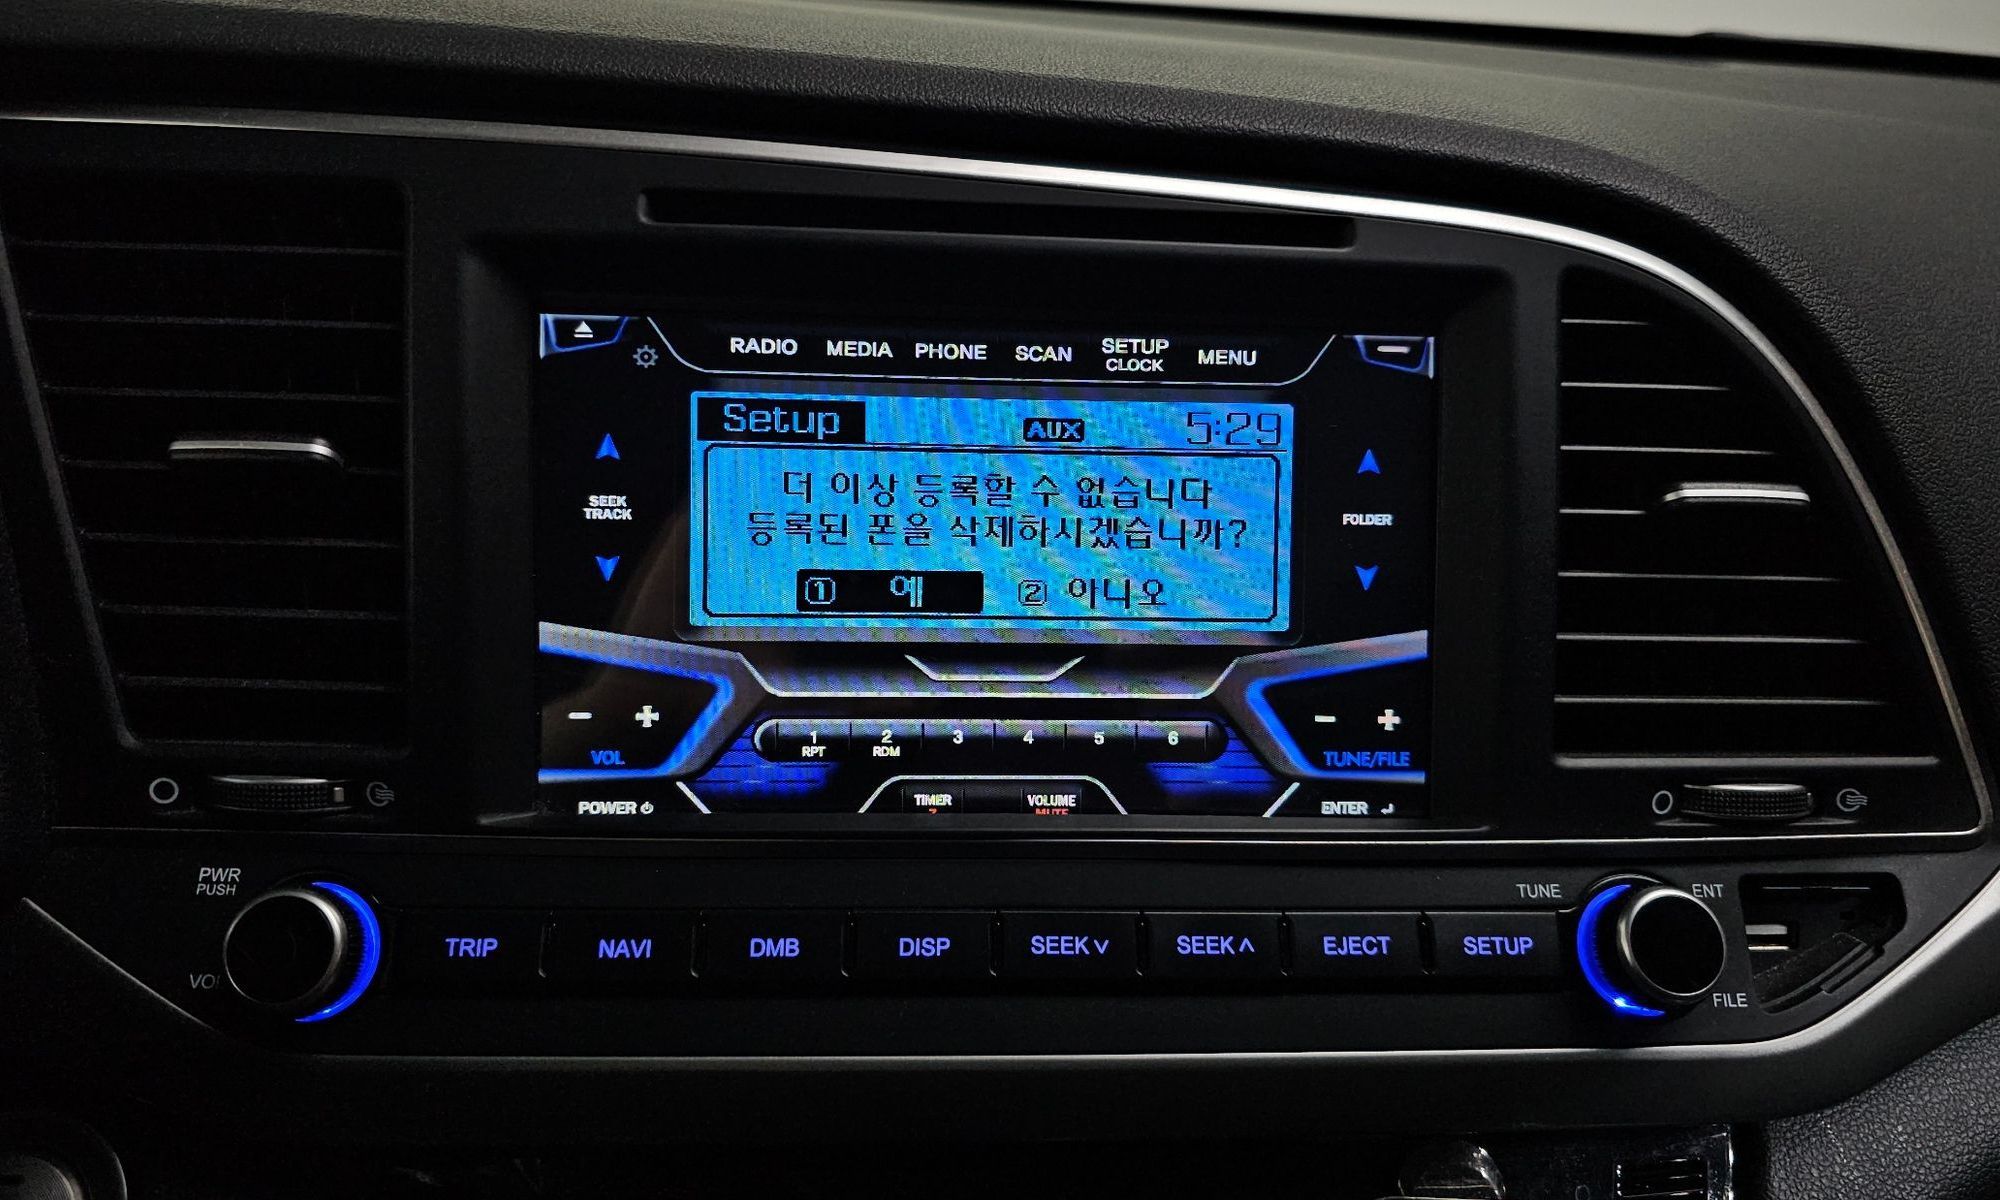 RADIO MEDIA PHONE SCAN SETUP CLOCK MENU
Setup AUX 5:29
더 이상 등록할 수 없습니다
등록된 폰을 삭제하시겠습니까?
1 예 2 아니오
SEEK
TRACK
FOLDER
VOL
1 2 3 4 5 6
RPT RDM
TUNE/FILE
POWER
TIMER
VOLUME
MUTE
ENTER
PWR
PUSH
VOL
TRIP NAVI DMB DISP SEEK∨ SEEK∧ EJECT SETUP
TUNE
ENT
FILE